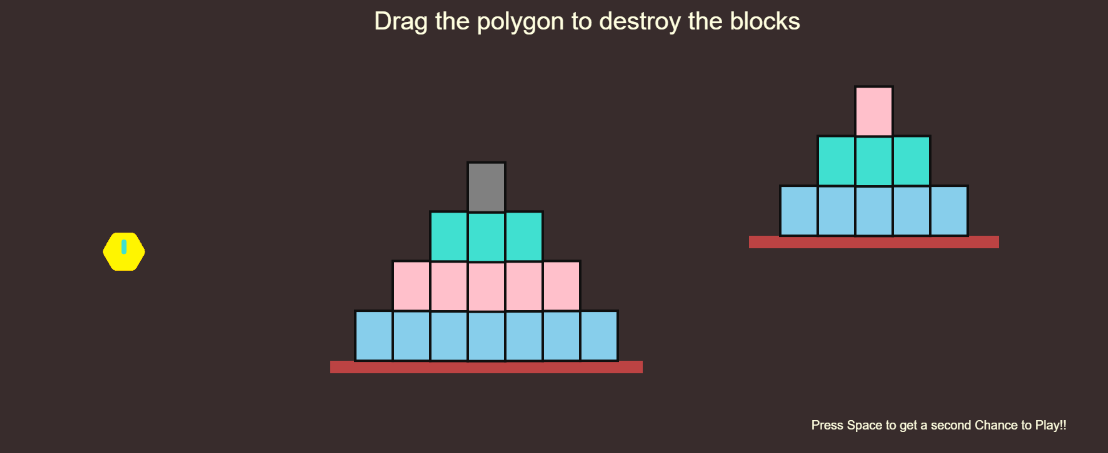 Drag the polygon to destroy the blocks
Press Space to get a second Chance to Play!!